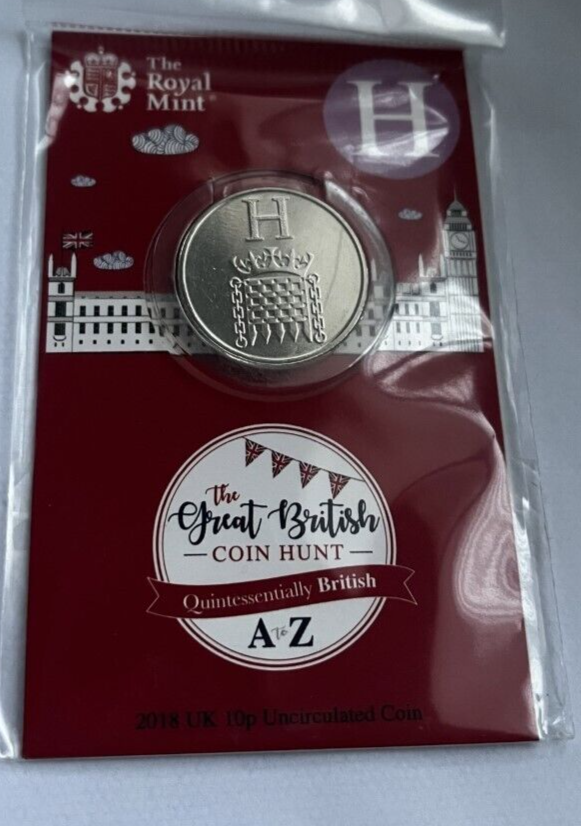 The
Royal
Mint®
H
H
the
Great British
COIN HUNT
Quintessentially British
A to Z
2018 UK 10p Uncirculated Coin